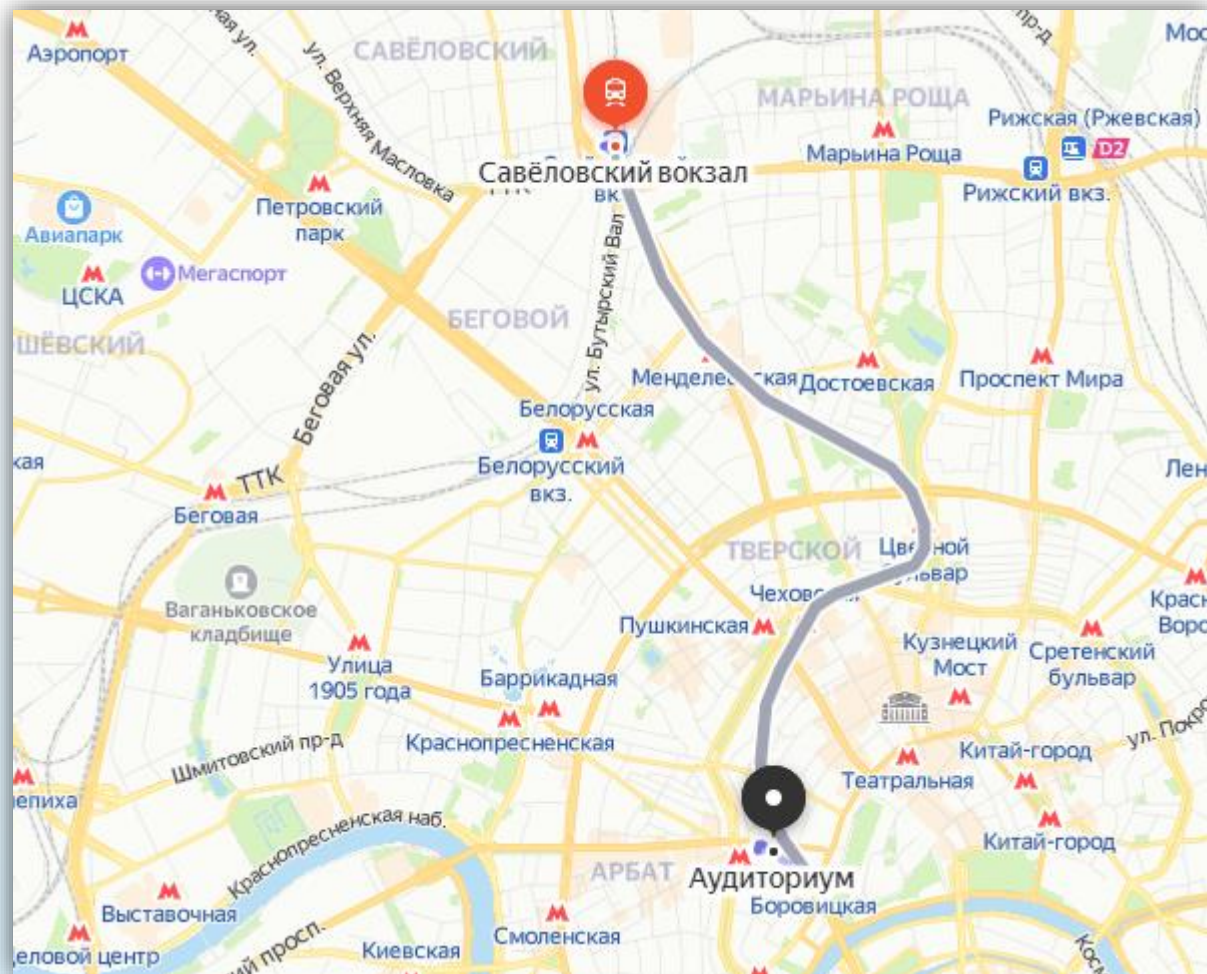 Аэропорт
ул. Верхняя Масловка
САВЁЛОВСКИЙ
МАРЬИНА РОЩА
Рижская (Ржевская)
D2
Марьина Роща
Рижский вкз.
Савёловский вокзал
вк
Петровский
парк
Авиапарк
ЦСКА
Мегаспорт
ул. Бутырский Вал
БЕГОВОЙ
Беговая ул.
Достоевская
Проспект Мира
Белорусская
Белорусский
вкз.
ТТК
Беговая
ТВЕРСКОЙ
Ваганьковское
кладбище
Пушкинская
Кузнецкий
Мост
Сретенский
бульвар
Улица
1905 года
Баррикадная
Краснопресненская
Шмитовский пр-д
Театральная
Китай-город
Китай-город
Краснопресненская наб.
АРБАТ
Аудиториум
Боровицкая
Выставочная
Смоленская
Киевская